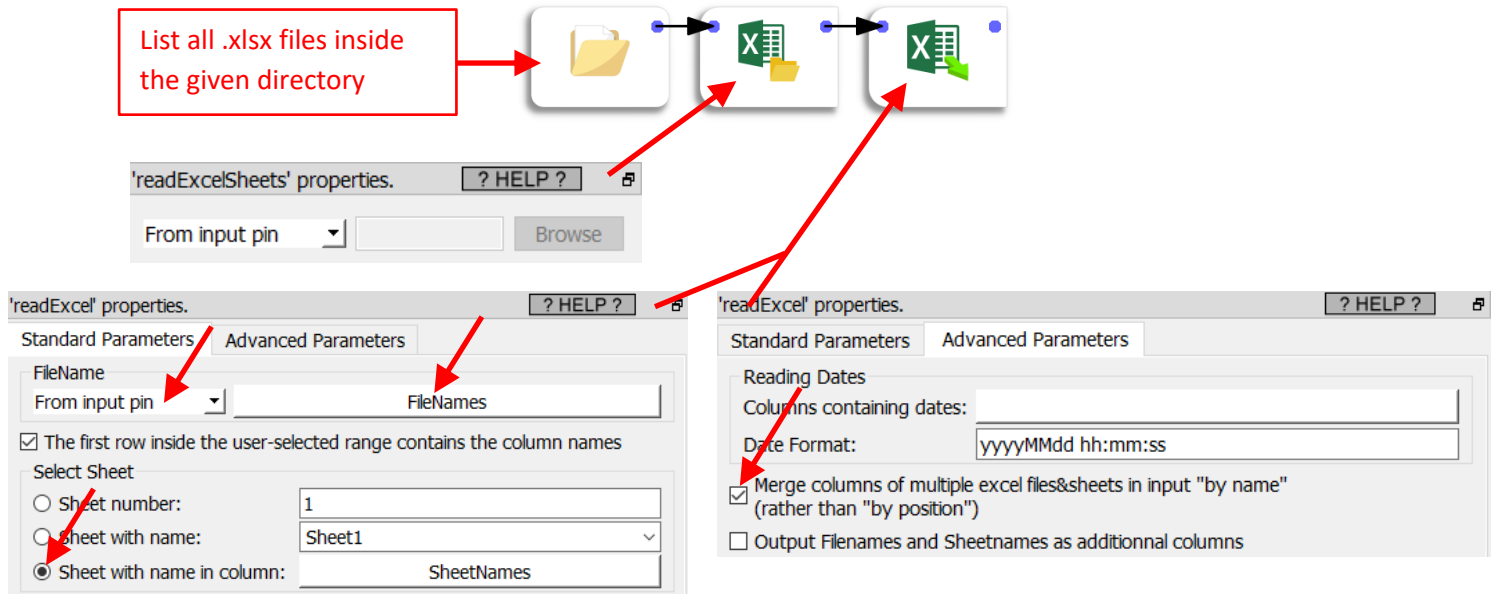 List all .xlsx files inside
the given directory
'readExcelSheets' properties.
? HELP ?
From input pin
Browse
'readExcel' properties.
? HELP ?
Standard Parameters
Advanced Parameters
FileName
From input pin
FileNames
The first row inside the user-selected range contains the column names
Select Sheet
Sheet number:
1
Sheet with name:
Sheet1
Sheet with name in column:
SheetNames
'readExcel' properties.
? HELP ?
Standard Parameters
Advanced Parameters
Reading Dates
Columns containing dates:
Date Format:
yyyyMMdd hh:mm:ss
Merge columns of multiple excel files&sheets in input "by name"
(rather than "by position")
Output Filenames and Sheetnames as additionnal columns